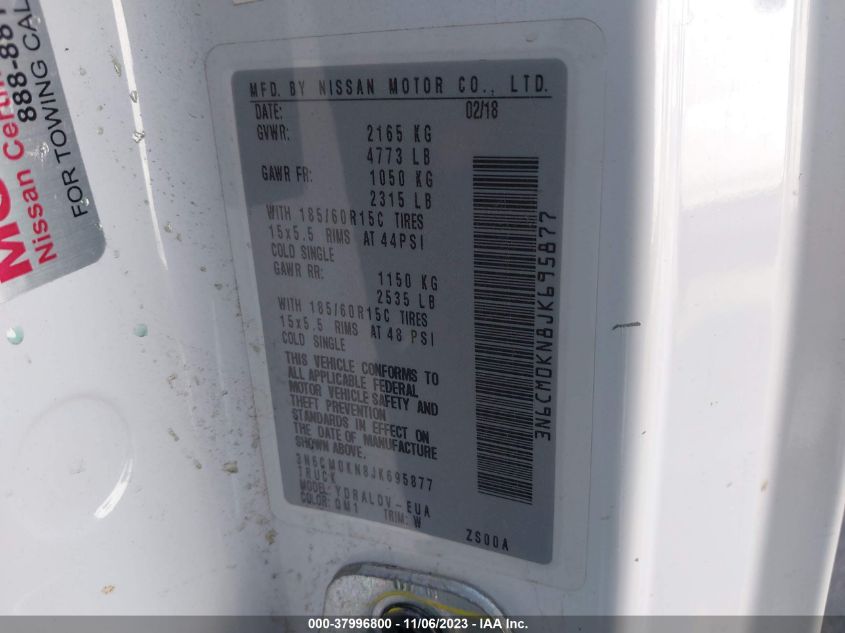 MFD. BY NISSAN MOTOR CO., LTD.
DATE: 02/18
GVWR: 2165 KG
4773 LB
GAWR FR: 1050 KG
2315 LB
WITH 185/60R15C TIRES
15x5.5 RIMS AT 44PSI
COLD SINGLE
GAWR RR: 1150 KG
2535 LB
WITH 185/60R15C TIRES
15x5.5 RIMS AT 48 PSI
COLD SINGLE
THIS VEHICLE CONFORMS TO
ALL APPLICABLE FEDERAL
MOTOR VEHICLE SAFETY AND
THEFT PREVENTION
STANDARDS IN EFFECT ON
THE DATE OF MANUFACTURE
SHOWN ABOVE.
3N6CM0KN8JK695877
TRUCK
MODEL: YDRALDV-EUA
COLOR: QM1 TRIM: W
ZS00A
3N6CM0KN8JK695877
Nissan Certi
888-88
FOR TOWING CAL
000-37996800 - 11/06/2023 - IAAI Inc.